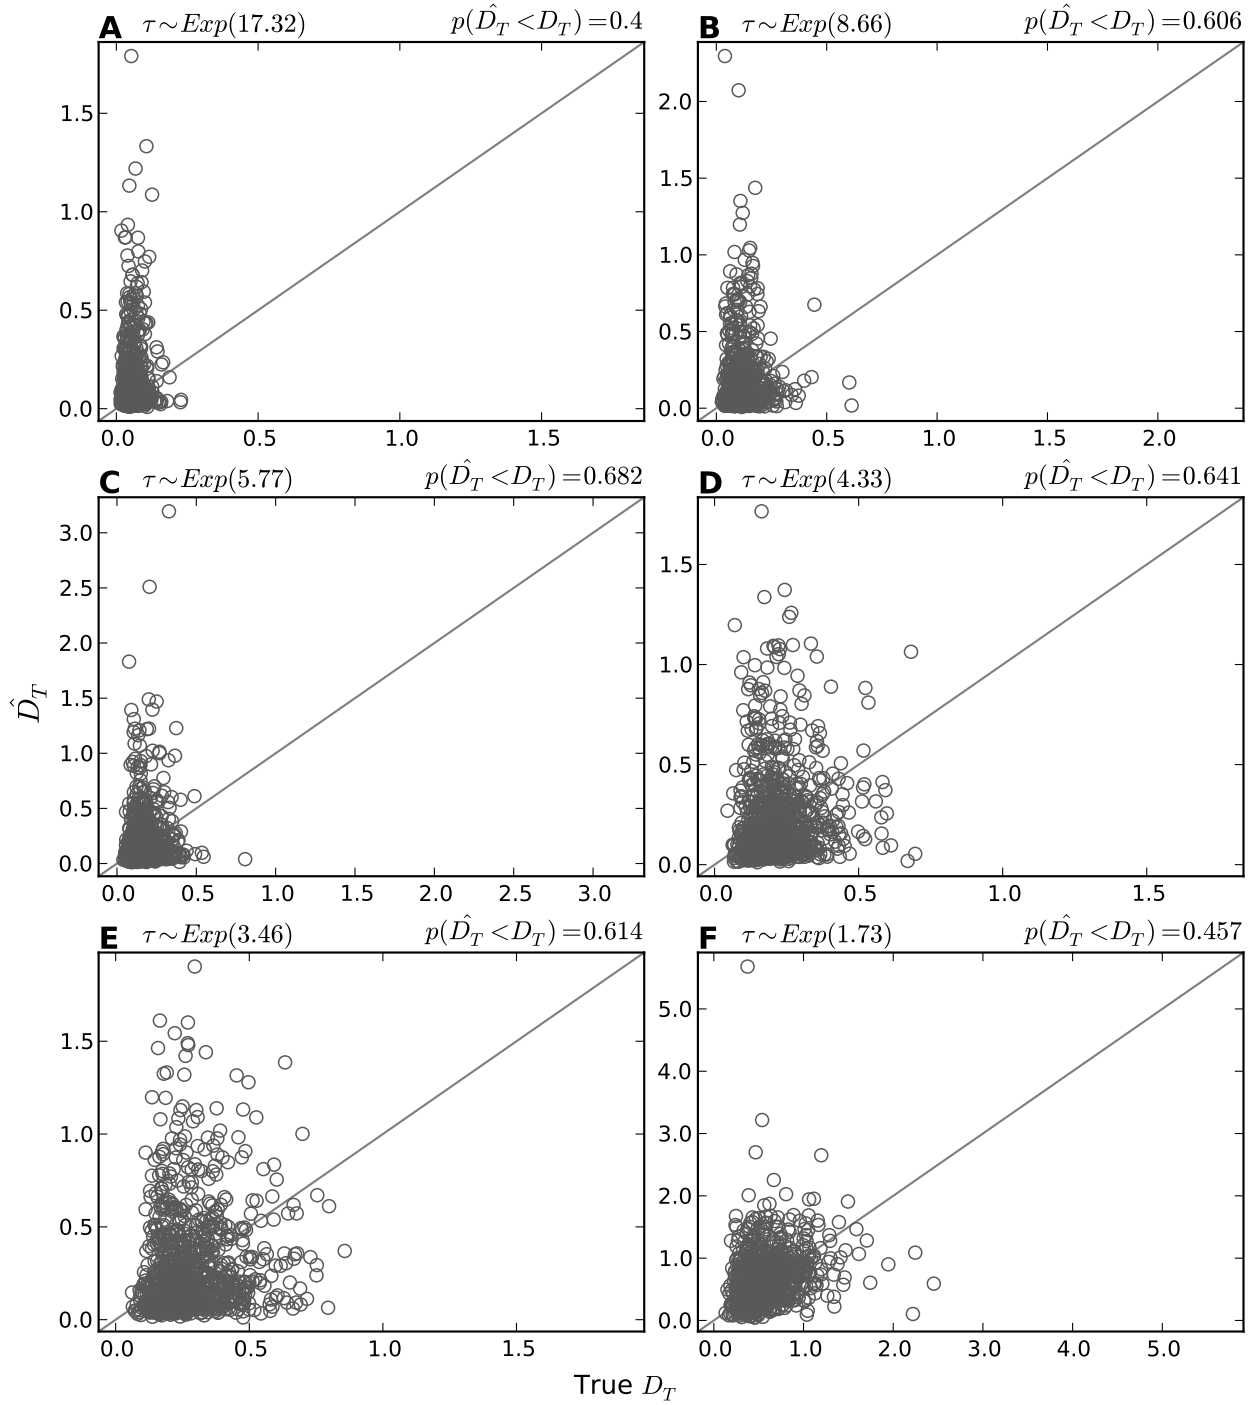 A τ∼Exp(17.32) p(D̂_T<D_T)=0.4
B τ∼Exp(8.66) p(D̂_T<D_T)=0.606
1.5
1.0
0.5
0.0
0.0 0.5 1.0 1.5
2.0
1.5
1.0
0.5
0.0
0.0 0.5 1.0 1.5 2.0
C τ∼Exp(5.77) p(D̂_T<D_T)=0.682
D τ∼Exp(4.33) p(D̂_T<D_T)=0.641
D̂_T
3.0
2.5
2.0
1.5
1.0
0.5
0.0
0.0 0.5 1.0 1.5 2.0 2.5 3.0
1.5
1.0
0.5
0.0
0.0 0.5 1.0 1.5
E τ∼Exp(3.46) p(D̂_T<D_T)=0.614
F τ∼Exp(1.73) p(D̂_T<D_T)=0.457
1.5
1.0
0.5
0.0
0.0 0.5 1.0 1.5
5.0
4.0
3.0
2.0
1.0
0.0
0.0 1.0 2.0 3.0 4.0 5.0
True D_T